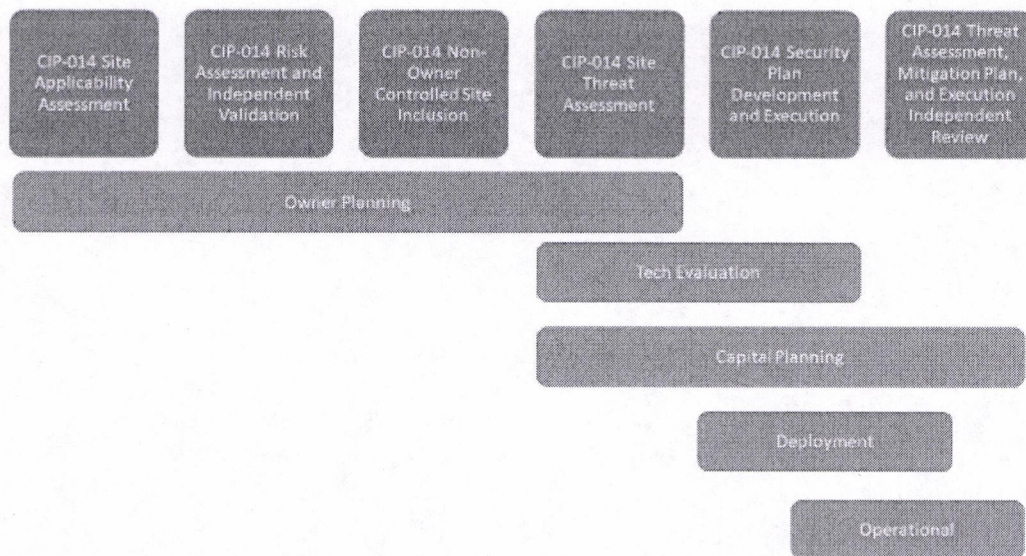 CIP-014 Site
Applicability
Assessment
CIP-014 Risk
Assessment and
Independent
Validation
CIP-014 Non-
Owner
Controlled Site
Inclusion
CIP-014 Site
Threat
Assessment
CIP-014 Security
Plan
Development
and Execution
CIP-014 Threat
Assessment,
Mitigation Plan,
and Execution
Independent
Review
Owner Planning
Tech Evaluation
Capital Planning
Deployment
Operational